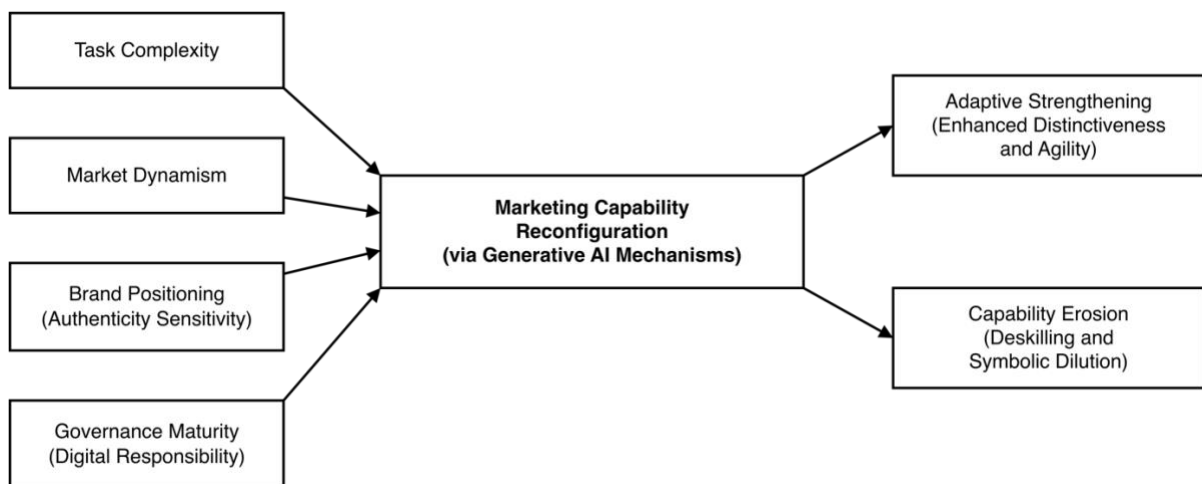 Task Complexity
Market Dynamism
Brand Positioning
(Authenticity Sensitivity)
Governance Maturity
(Digital Responsibility)
Marketing Capability
Reconfiguration
(via Generative AI Mechanisms)
Adaptive Strengthening
(Enhanced Distinctiveness
and Agility)
Capability Erosion
(Deskilling and
Symbolic Dilution)